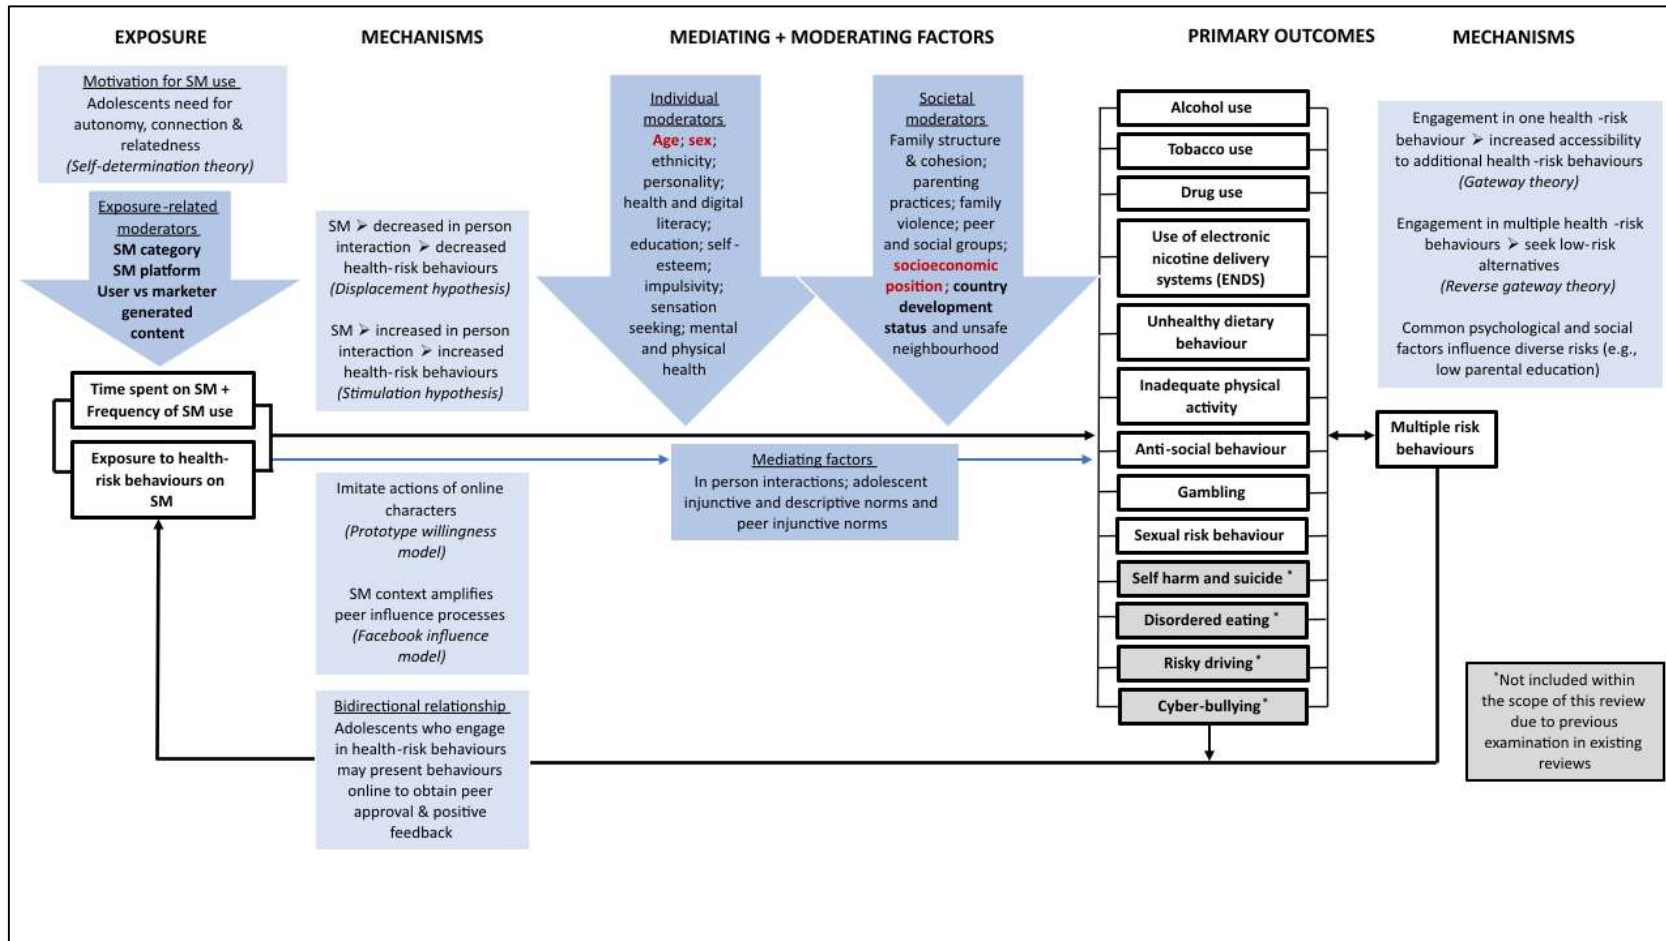 EXPOSURE
MECHANISMS
MEDIATING + MODERATING FACTORS
PRIMARY OUTCOMES
MECHANISMS
Motivation for SM use
Adolescents need for
autonomy, connection &
relatedness
(Self-determination theory)
Exposure-related
moderators
SM category
SM platform
User vs marketer
generated
content
Time spent on SM +
Frequency of SM use
Exposure to health-
risk behaviours on
SM
SM ➢ decreased in person
interaction ➢ decreased
health-risk behaviours
(Displacement hypothesis)
SM ➢ increased in person
interaction ➢ increased
health-risk behaviours
(Stimulation hypothesis)
Imitate actions of online
characters
(Prototype willingness
model)
SM context amplifies
peer influence processes
(Facebook influence
model)
Bidirectional relationship
Adolescents who engage
in health-risk behaviours
may present behaviours
online to obtain peer
approval & positive
feedback
Individual
moderators
Age; sex;
ethnicity;
personality;
health and digital
literacy;
education; self-
esteem;
impulsivity;
sensation
seeking; mental
and physical
health
Societal
moderators
Family structure
& cohesion;
parenting
practices; family
violence; peer
and social groups;
socioeconomic
position; country
development
status and unsafe
neighbourhood
Mediating factors
In person interactions; adolescent
injunctive and descriptive norms and
peer injunctive norms
Alcohol use
Tobacco use
Drug use
Use of electronic
nicotine delivery
systems (ENDS)
Unhealthy dietary
behaviour
Inadequate physical
activity
Anti-social behaviour
Gambling
Sexual risk behaviour
Self harm and suicide *
Disordered eating *
Risky driving *
Cyber-bullying *
Engagement in one health -risk
behaviour ➢ increased accessibility
to additional health -risk behaviours
(Gateway theory)
Engagement in multiple health -risk
behaviours ➢ seek low-risk
alternatives
(Reverse gateway theory)
Common psychological and social
factors influence diverse risks (e.g.,
low parental education)
Multiple risk
behaviours
*Not included within
the scope of this review
due to previous
examination in existing
reviews